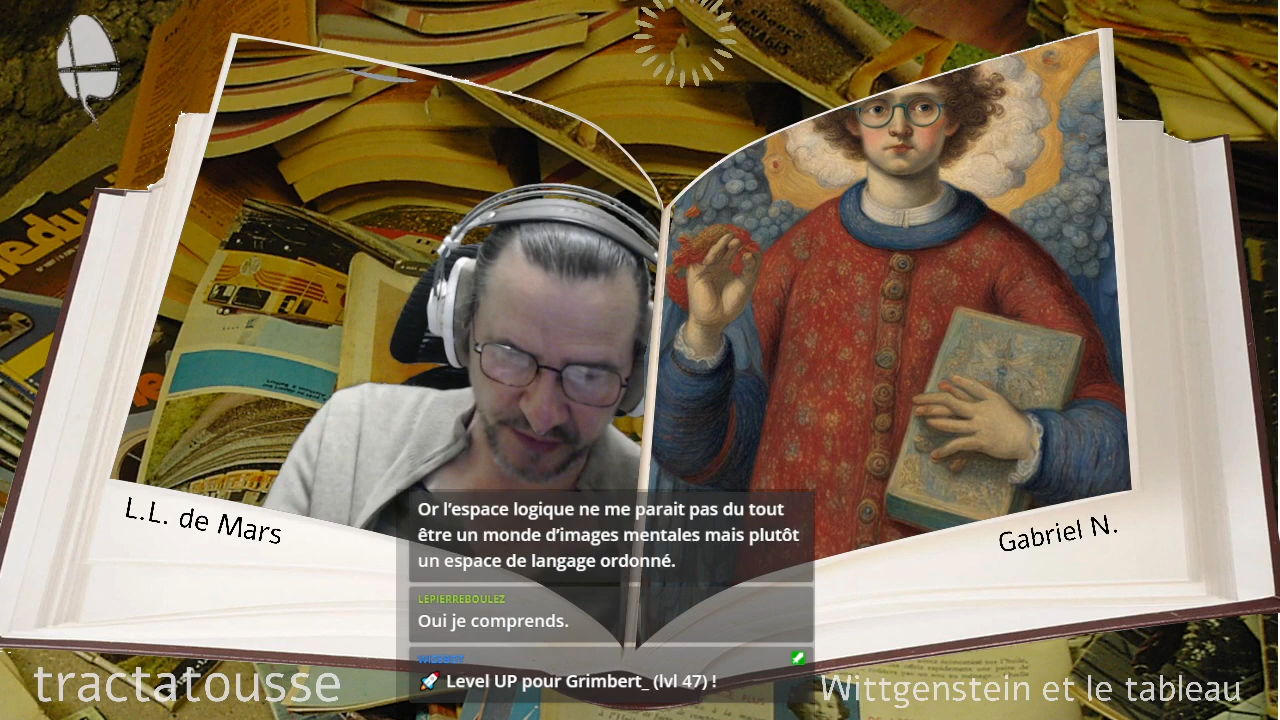 MÉNAGES
L.L. de Mars
Gabriel N.
Or l’espace logique ne me parait pas du tout
être un monde d’images mentales mais plutôt
un espace de langage ordonné.
LEPIERREBOULEZ
Oui je comprends.
WIZEBOT
🚀 Level UP pour Grimbert_ (lvl 47) !
tractatousse
Wittgenstein et le tableau